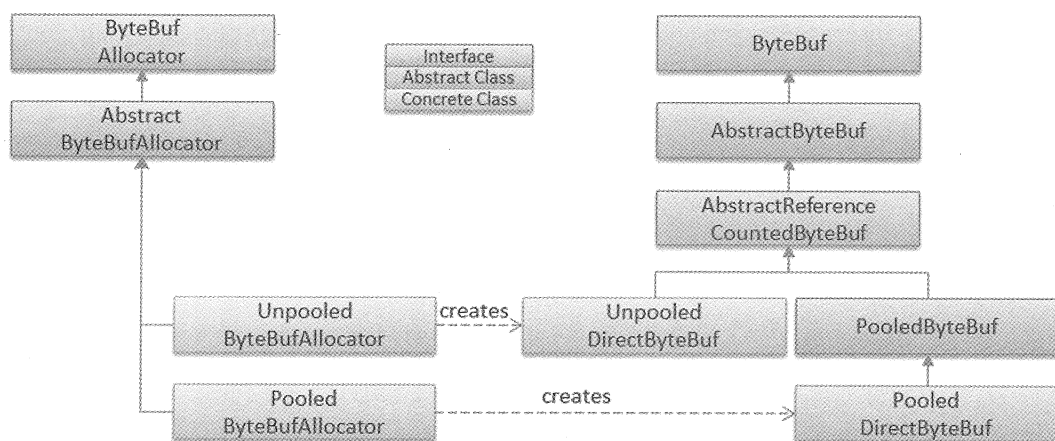 ByteBuf
Allocator
Abstract
ByteBufAllocator
Interface
Abstract Class
Concrete Class
ByteBuf
AbstractByteBuf
AbstractReference
CountedByteBuf
Unpooled
ByteBufAllocator
creates
Unpooled
DirectByteBuf
PooledByteBuf
Pooled
ByteBufAllocator
creates
Pooled
DirectByteBuf